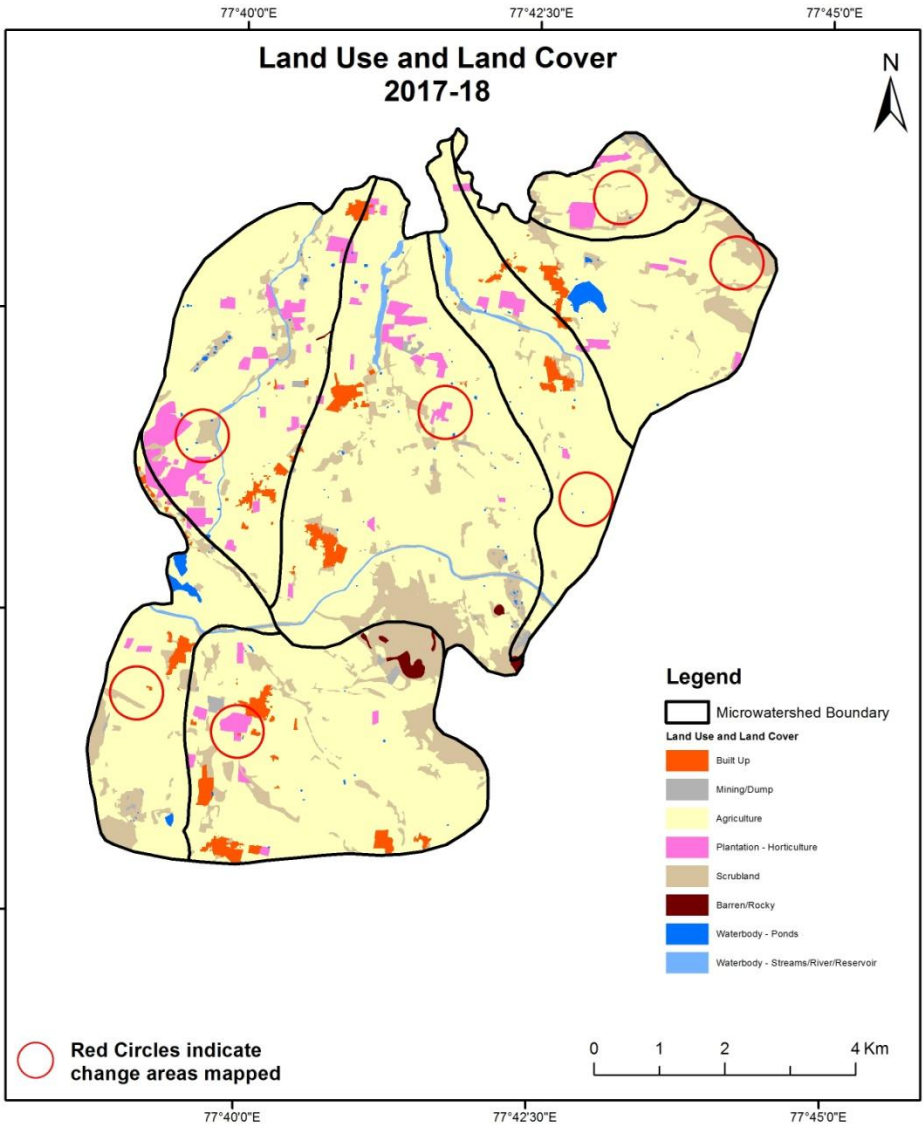 77°40'0"E
77°42'30"E
77°45'0"E
Land Use and Land Cover
2017-18
N
Legend
Microwatershed Boundary
Land Use and Land Cover
Built Up
Mining/Dump
Agriculture
Plantation - Horticulture
Scrubland
Barren/Rocky
Waterbody - Ponds
Waterbody - Streams/River/Reservoir
Red Circles indicate
change areas mapped
0 1 2 4 Km
77°40'0"E
77°42'30"E
77°45'0"E